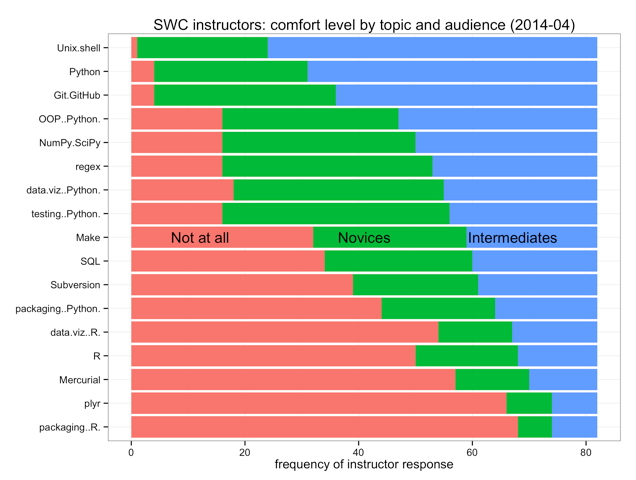 SWC instructors: comfort level by topic and audience (2014-04)
Unix.shell
Python
Git.GitHub
OOP..Python.
NumPy.SciPy
regex
data.viz..Python.
testing..Python.
Make Not at all Novices Intermediates
SQL
Subversion
packaging..Python.
data.viz..R.
R
Mercurial
plyr
packaging..R.
0 20 40 60 80
frequency of instructor response